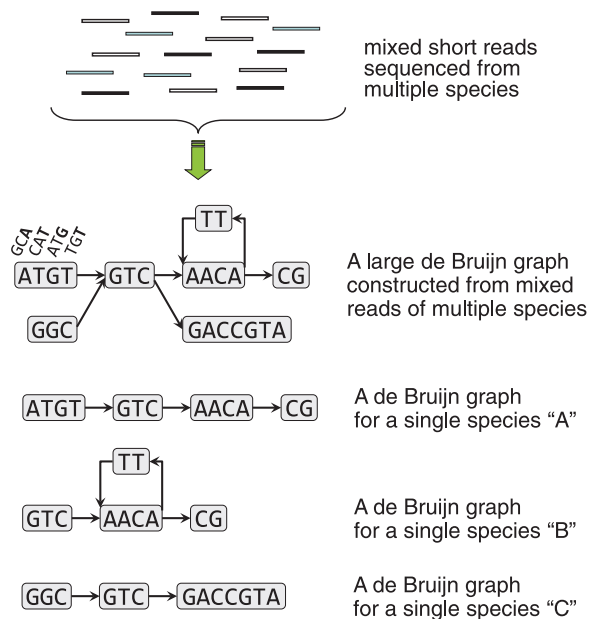 mixed short reads
sequenced from
multiple species
GCA
CAT
ATG
TGT
TT
ATGT GTC AACA CG
GGC GACCGTA
A large de Bruijn graph
constructed from mixed
reads of multiple species
ATGT GTC AACA CG
A de Bruijn graph
for a single species “A”
TT
GTC AACA CG
A de Bruijn graph
for a single species “B”
GGC GTC GACCGTA
A de Bruijn graph
for a single species “C”